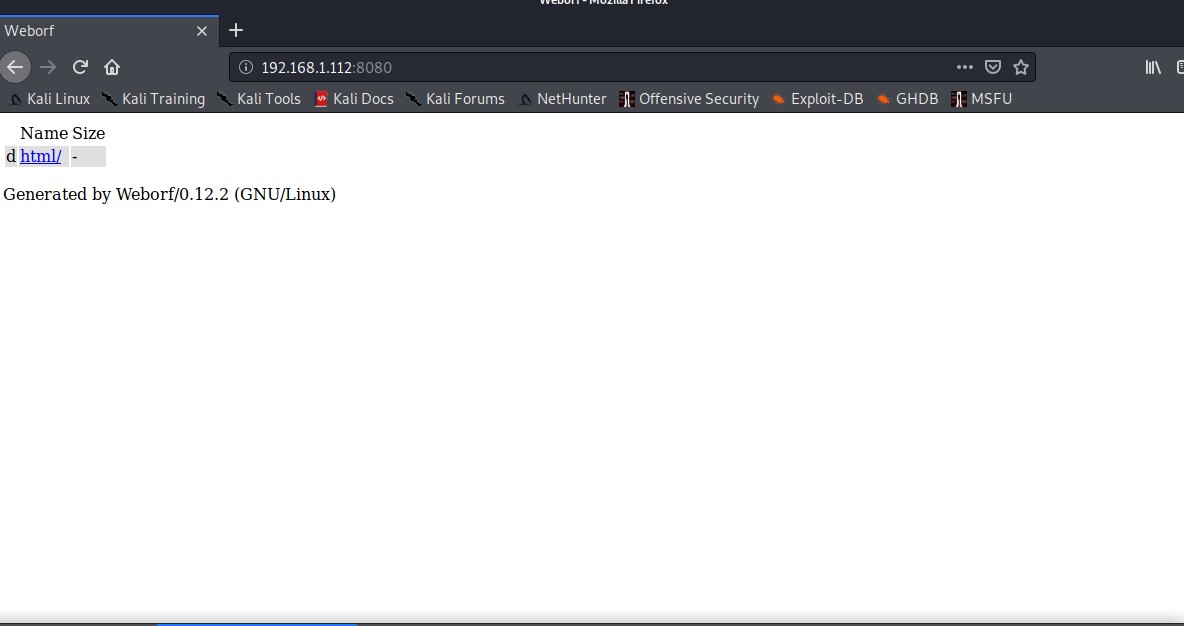 Weborf - Mozilla Firefox
Weborf
192.168.1.112:8080
Kali Linux Kali Training Kali Tools Kali Docs Kali Forums NetHunter Offensive Security Exploit-DB GHDB MSFU
Name Size
d html/ -
Generated by Weborf/0.12.2 (GNU/Linux)